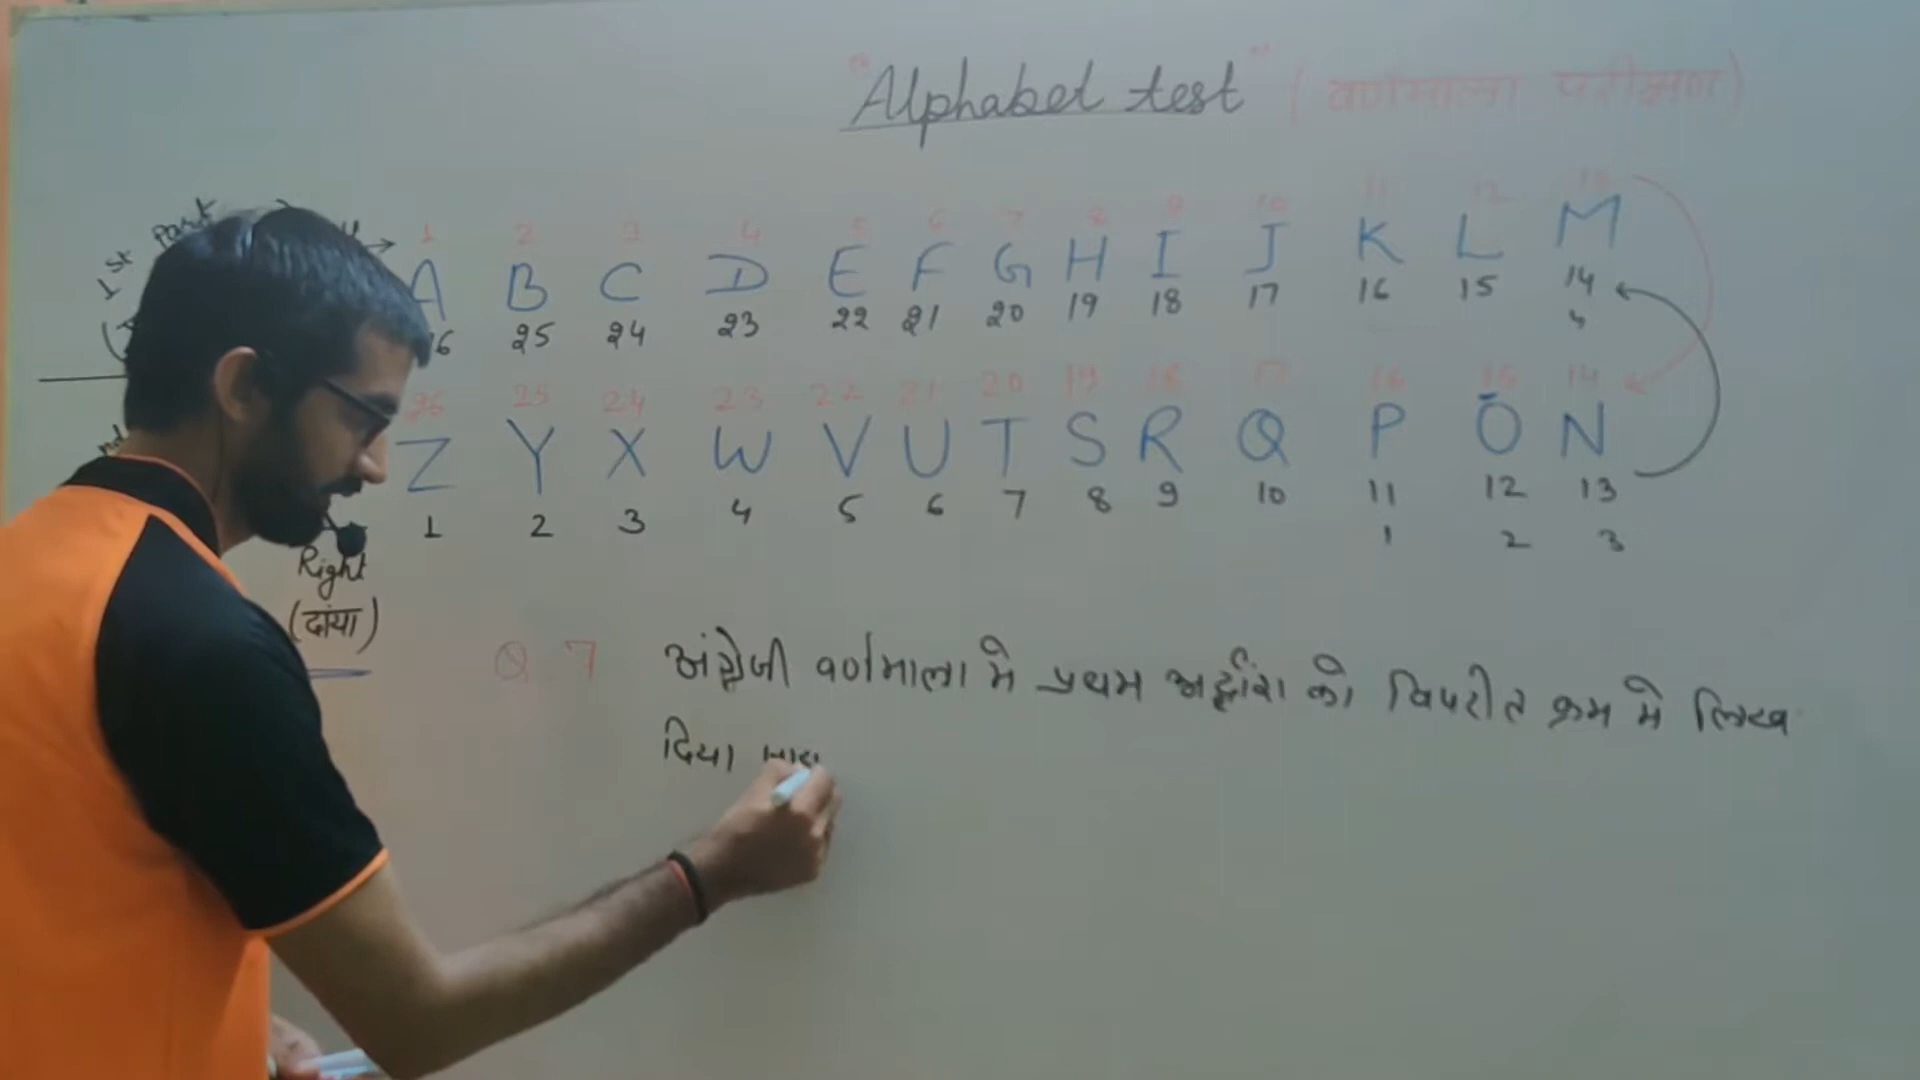 "Alphabet test" (वर्णमाला परीक्षण)
1st Part
1 2 3 4 5 6 7 8 9 10 11 12 13
A B C D E F G H I J K L M
26 25 24 23 22 21 20 19 18 17 16 15 14
4
26 25 24 23 22 21 20 19 18 17 16 15 14
Z Y X W V U T S R Q P O N
1 2 3 4 5 6 7 8 9 10 11 12 13
1 2 3
Right
(दांया)
Q 7 अंग्रेजी वर्णमाला मे प्रथम अर्द्धांश को विपरीत क्रम मे लिख
दिया जाए